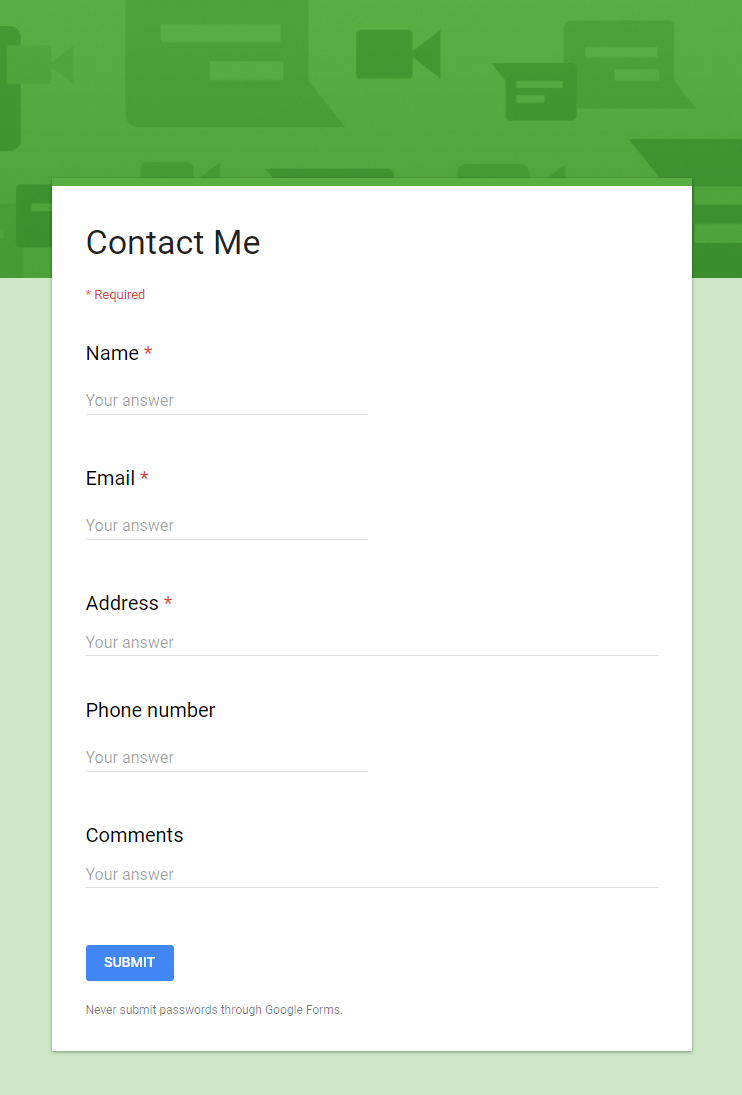 Contact Me
* Required
Name *
Your answer
Email *
Your answer
Address *
Your answer
Phone number
Your answer
Comments
Your answer
SUBMIT
Never submit passwords through Google Forms.